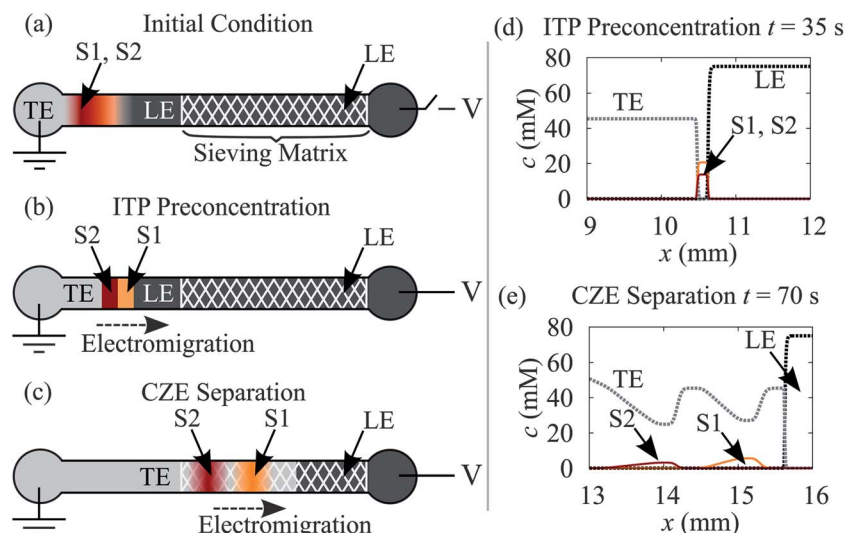 (a) Initial Condition
S1, S2
LE
TE
LE
V
Sieving Matrix
(b) ITP Preconcentration
S2 S1
LE
TE
LE
V
Electromigration
(c) CZE Separation
S2 S1
LE
TE
V
Electromigration
(d) ITP Preconcentration t = 35 s
80
60
40
20
0
c (mM)
TE
LE
S1, S2
9 10 11 12
x (mm)
(e) CZE Separation t = 70 s
80
60
40
20
0
c (mM)
TE
LE
S2
S1
13 14 15 16
x (mm)